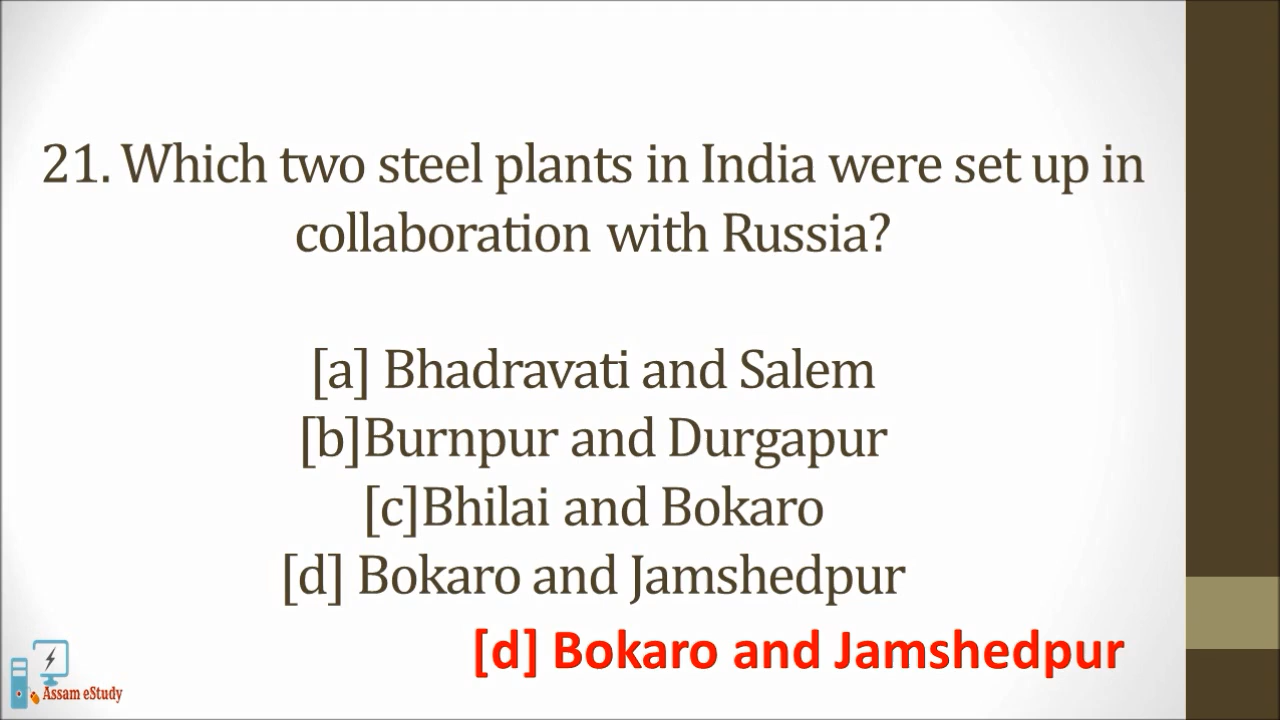 21. Which two steel plants in India were set up in
collaboration with Russia?
[a] Bhadravati and Salem
[b]Burnpur and Durgapur
[c]Bhilai and Bokaro
[d] Bokaro and Jamshedpur
[d] Bokaro and Jamshedpur
Assam eStudy